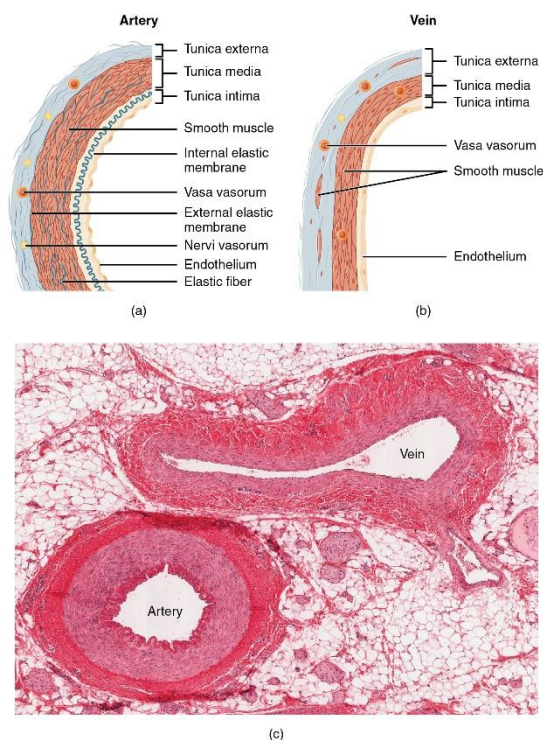 Artery
Tunica externa
Tunica media
Tunica intima
Smooth muscle
Internal elastic
membrane
Vasa vasorum
External elastic
membrane
Nervi vasorum
Endothelium
Elastic fiber
(a)
Vein
Tunica externa
Tunica media
Tunica intima
Vasa vasorum
Smooth muscle
Endothelium
(b)
Vein
Artery
(c)